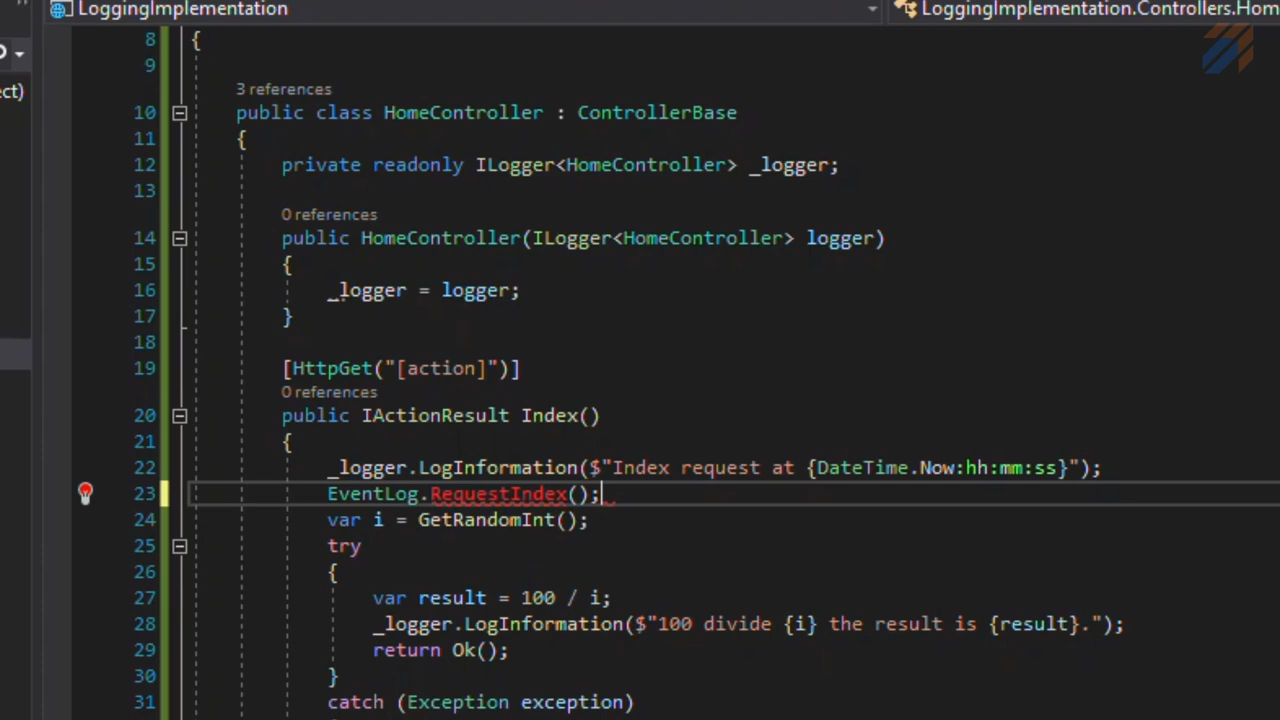 LoggingImplementation
LoggingImplementation.Controllers.Hom
ect)
8 {
9
3 references
10 public class HomeController : ControllerBase
11 {
12 private readonly ILogger<HomeController> _logger;
13
0 references
14 public HomeController(ILogger<HomeController> logger)
15 {
16 _logger = logger;
17 }
18
19 [HttpGet("[action]")]
0 references
20 public IActionResult Index()
21 {
22 _logger.LogInformation($"Index request at {DateTime.Now:hh:mm:ss}");
23 EventLog.RequestIndex();
24 var i = GetRandomInt();
25 try
26 {
27 var result = 100 / i;
28 _logger.LogInformation($"100 divide {i} the result is {result}.");
29 return Ok();
30 }
31 catch (Exception exception)